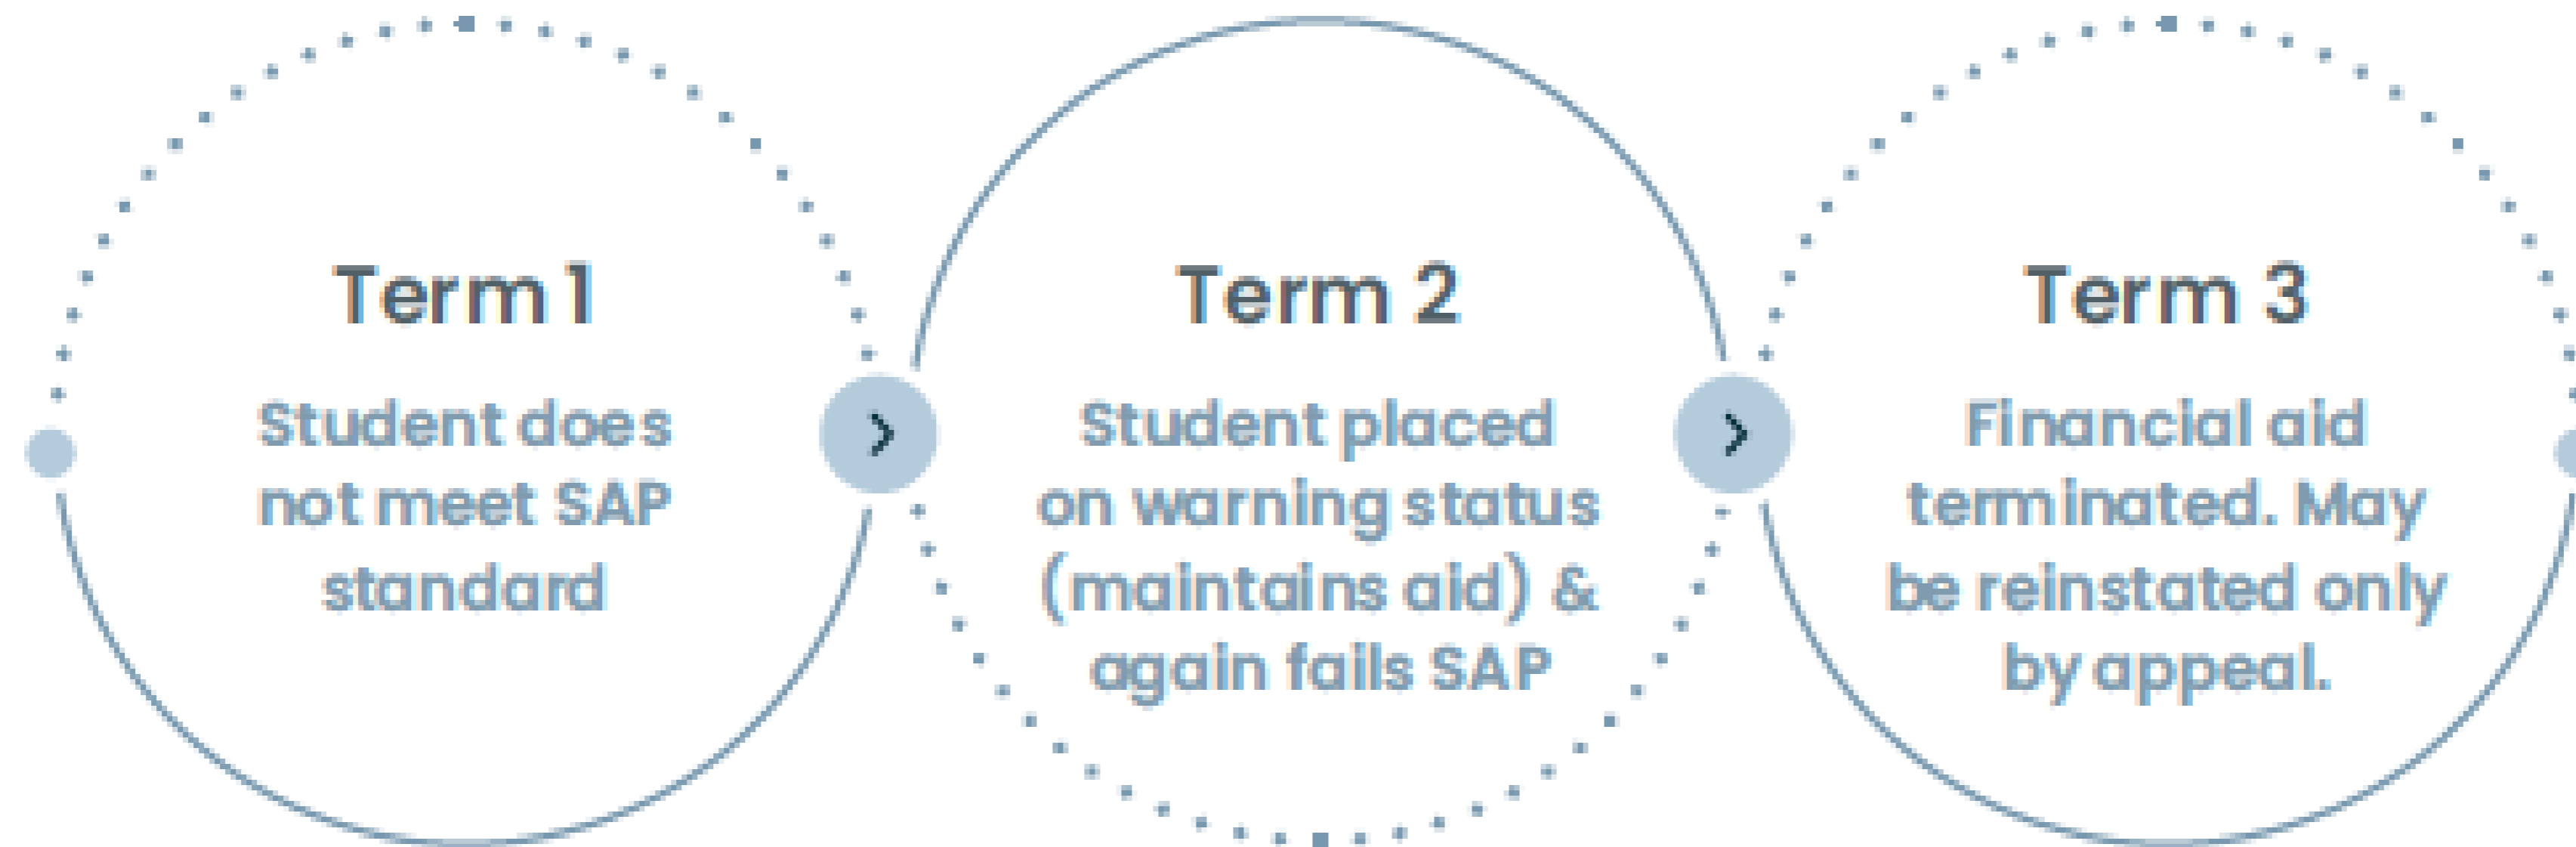 Term 1
Student does
not meet SAP
standard
Term 2
Student placed
on warning status
(maintains aid) &
again fails SAP
Term 3
Financial aid
terminated. May
be reinstated only
by appeal.